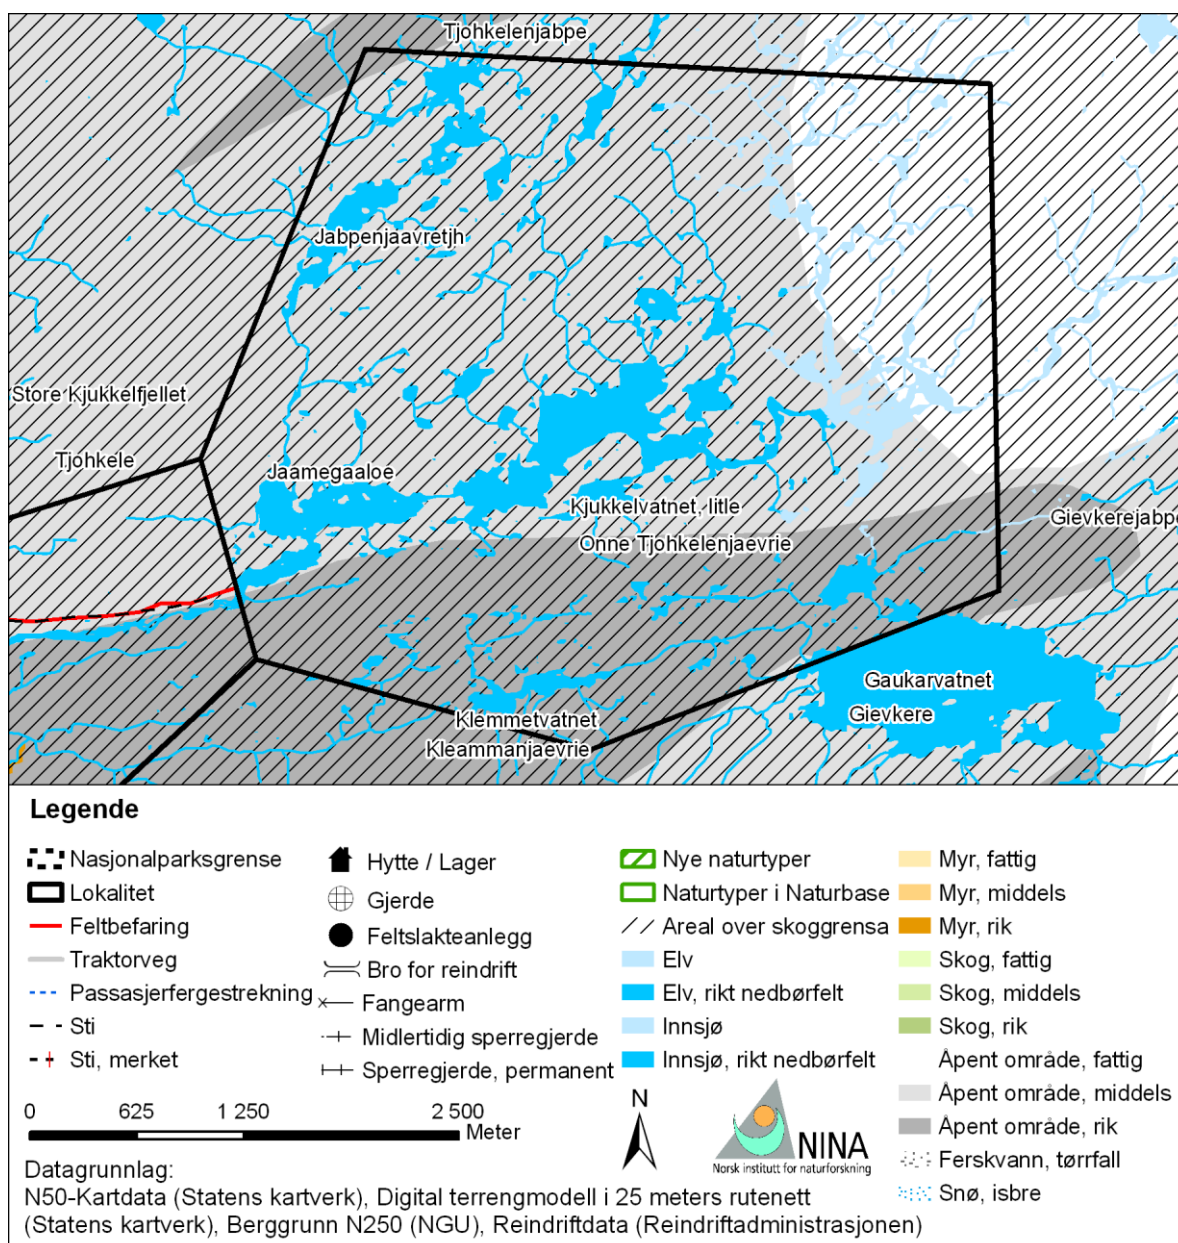 Tjohkelenjabpe
Jabpenjaavretjh
Store Kjukkelfjellet
Tjohkele
Jaamegaaloe
Kjukkelvatnet, litle
Onne Tjohkelenjaevrie
Gievkerejabpe
Gaukarvatnet
Gievkere
Klemmetvatnet
Kleammanjaevrie
Legende
Nasjonalparksgrense
Lokalitet
Feltbefaring
Traktorveg
Passasjerfergestrekning
Sti
Sti, merket
Hytte / Lager
Gjerde
Feltslakteanlegg
Bro for reindrift
Fangearm
Midlertidig sperregjerde
Sperregjerde, permanent
Nye naturtyper
Naturtyper i Naturbase
Areal over skoggrensa
Elv
Elv, rikt nedbørfelt
Innsjø
Innsjø, rikt nedbørfelt
Myr, fattig
Myr, middels
Myr, rik
Skog, fattig
Skog, middels
Skog, rik
Åpent område, fattig
Åpent område, middels
Åpent område, rik
Ferskvann, tørrfall
Snø, isbre
0 625 1 250 2 500
Meter
N
NINA
Norsk institutt for naturforskning
Datagrunnlag:
N50-Kartdata (Statens kartverk), Digital terrengmodell i 25 meters rutenett
(Statens kartverk), Berggrunn N250 (NGU), Reindriftdata (Reindriftadministrasjonen)